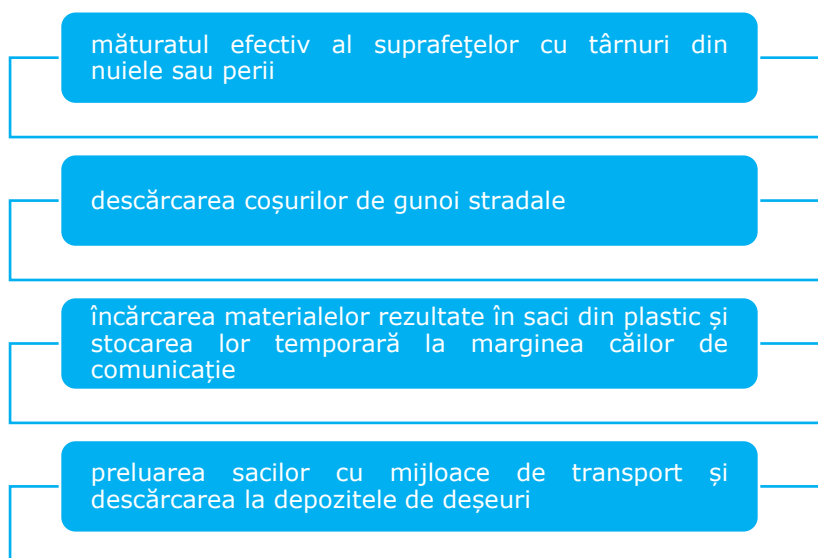 măturatul efectiv al suprafeţelor cu târnuri din
nuiele sau perii
descărcarea coșurilor de gunoi stradale
încărcarea materialelor rezultate în saci din plastic și
stocarea lor temporară la marginea căilor de
comunicație
preluarea sacilor cu mijloace de transport și
descărcarea la depozitele de deșeuri